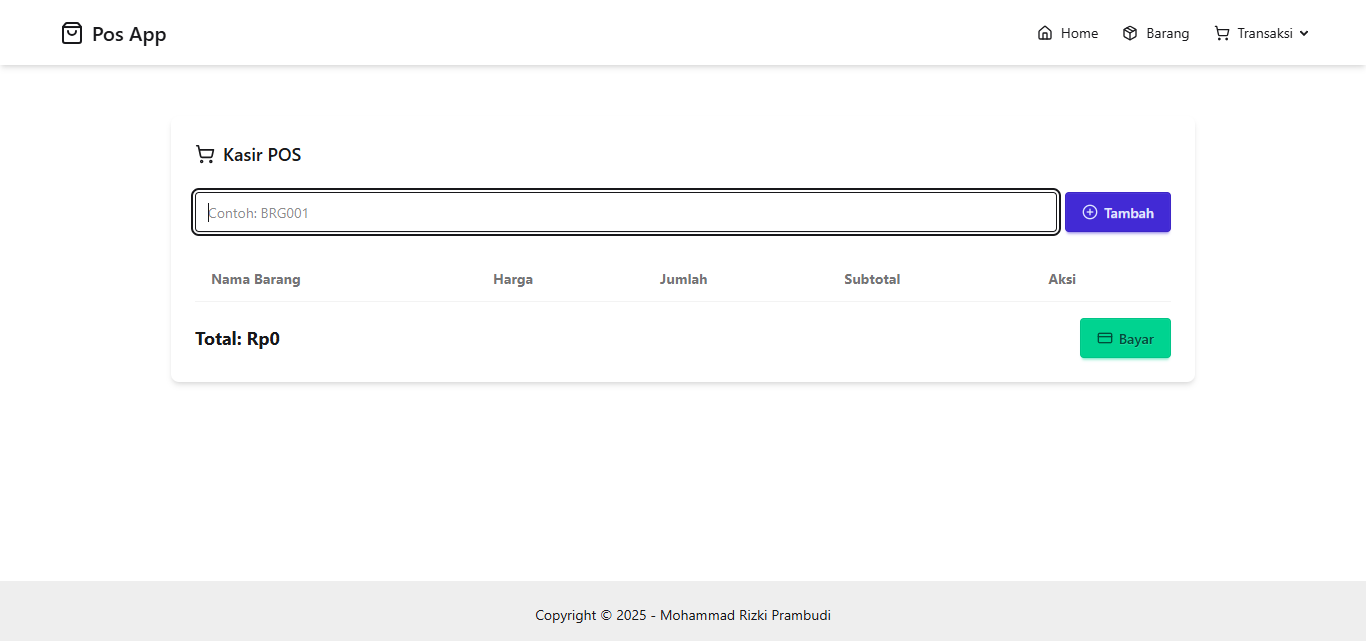 Pos App
Home Barang Transaksi
Kasir POS
Contoh: BRG001 Tambah
Nama Barang Harga Jumlah Subtotal Aksi
Total: Rp0 Bayar
Copyright © 2025 - Mohammad Rizki Prambudi